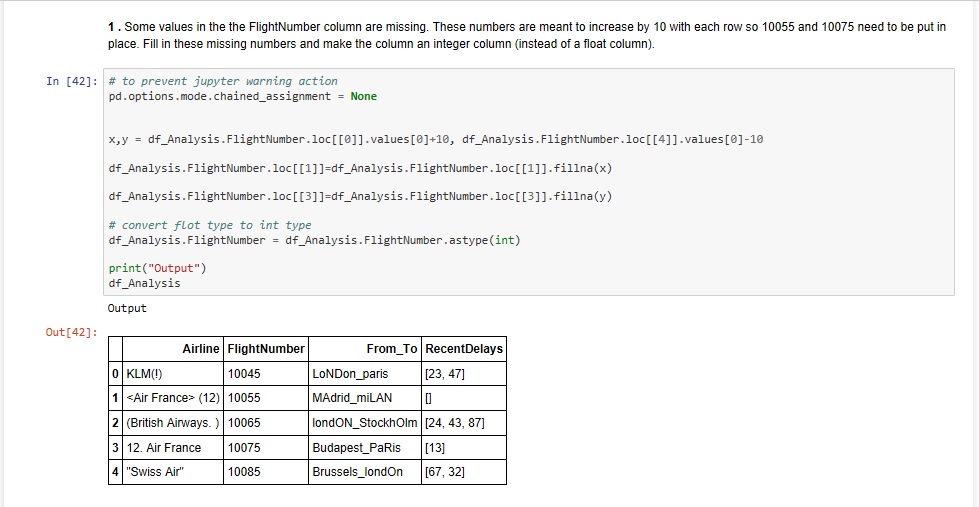 1. Some values in the the FlightNumber column are missing. These numbers are meant to increase by 10 with each row so 10055 and 10075 need to be put in
place. Fill in these missing numbers and make the column an integer column (instead of a float column).
In [42]: # to prevent jupyter warning action
pd.options.mode.chained_assignment = None
x,y = df_Analysis.FlightNumber.loc[[0]].values[0]+10, df_Analysis.FlightNumber.loc[[4]].values[0]-10
df_Analysis.FlightNumber.loc[[1]]=df_Analysis.FlightNumber.loc[[1]].fillna(x)
df_Analysis.FlightNumber.loc[[3]]=df_Analysis.FlightNumber.loc[[3]].fillna(y)
# convert flot type to int type
df_Analysis.FlightNumber = df_Analysis.FlightNumber.astype(int)
print("Output")
df_Analysis
Output
Out[42]:
Airline FlightNumber From_To RecentDelays
0 KLM(!) 10045 LoNDon_paris [23, 47]
1 <Air France> (12) 10055 MAdrid_miLAN []
2 (British Airways. ) 10065 londON_StockhOlm [24, 43, 87]
3 12. Air France 10075 Budapest_PaRis [13]
4 "Swiss Air" 10085 Brussels_londOn [67, 32]